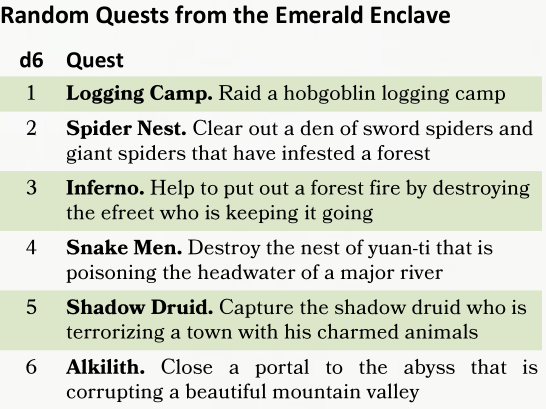 Random Quests from the Emerald Enclave
d6 Quest
1 Logging Camp. Raid a hobgoblin logging camp
2 Spider Nest. Clear out a den of sword spiders and
giant spiders that have infested a forest
3 Inferno. Help to put out a forest fire by destroying
the efreet who is keeping it going
4 Snake Men. Destroy the nest of yuan-ti that is
poisoning the headwater of a major river
5 Shadow Druid. Capture the shadow druid who is
terrorizing a town with his charmed animals
6 Alkilith. Close a portal to the abyss that is
corrupting a beautiful mountain valley